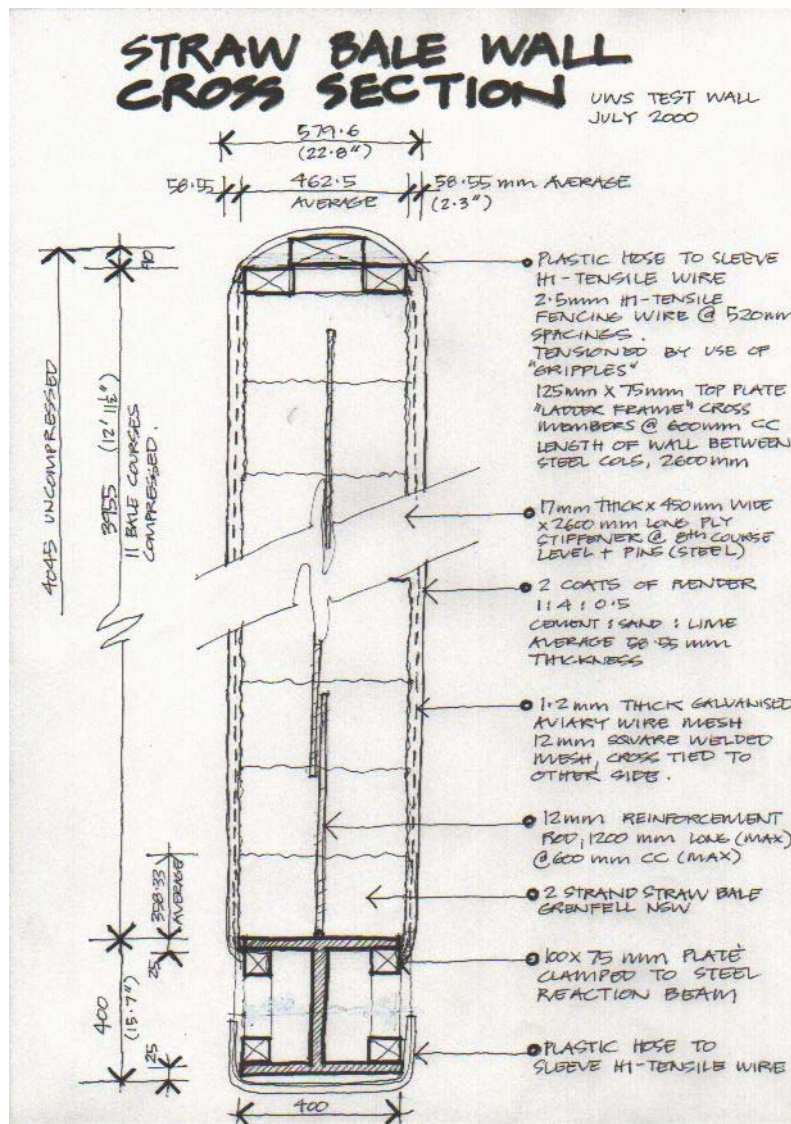 STRAW BALE WALL
CROSS SECTION
UWS TEST WALL
JULY 2000
579.6
(22.8")
58.55
462.5
AVERAGE
58.55 mm AVERAGE
(2.3")
90
4045 UNCOMPRESSED
3955 (12' 11½")
11 BALE COURSES
COMPRESSED.
358.33
AVERAGE
25
400
(15.7")
25
400
PLASTIC HOSE TO SLEEVE
HI-TENSILE WIRE
2.5mm HI-TENSILE
FENCING WIRE @ 520mm
SPACINGS.
TENSIONED BY USE OF
"GRIPPLES"
125mm X 75mm TOP PLATE
"LADDER FRAME" CROSS
MEMBERS @ 600mm CC
LENGTH OF WALL BETWEEN
STEEL COLS, 2600mm
17mm THICK x 450mm WIDE
x 2600 mm LONG PLY
STIFFENER @ 8th COURSE
LEVEL + PINS (STEEL)
2 COATS OF RENDER
1:4:0.5
CEMENT : SAND : LIME
AVERAGE 58.55 mm
THICKNESS
1.2mm THICK GALVANISED
AVIARY WIRE MESH
12mm SQUARE WELDED
MESH, CROSS TIED TO
OTHER SIDE.
12mm REINFORCEMENT
ROD, 1200 mm LONG (MAX)
@ 600 mm CC (MAX)
2 STRAND STRAW BALE
GRENFELL NSW
100x 75 mm PLATE
CLAMPED TO STEEL
REACTION BEAM
PLASTIC HOSE TO
SLEEVE HI-TENSILE WIRE